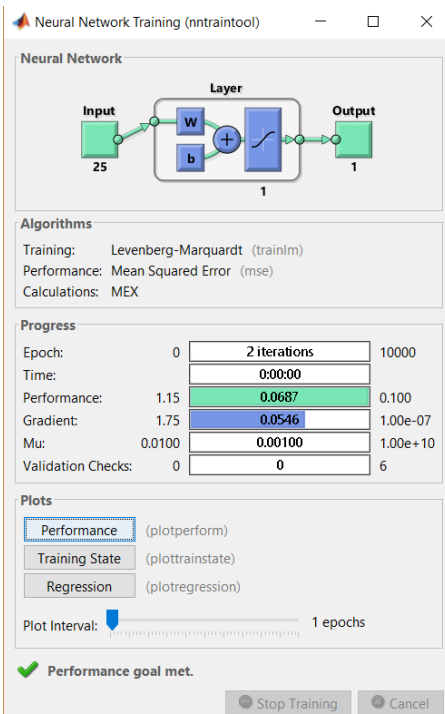 Neural Network Training (nntraintool)
Neural Network
Layer
Input
Output
W
b
+
25
1
1
Algorithms
Training: Levenberg-Marquardt (trainlm)
Performance: Mean Squared Error (mse)
Calculations: MEX
Progress
Epoch: 0 2 iterations 10000
Time: 0:00:00
Performance: 1.15 0.0687 0.100
Gradient: 1.75 0.0546 1.00e-07
Mu: 0.0100 0.00100 1.00e+10
Validation Checks: 0 0 6
Plots
Performance (plotperform)
Training State (plottrainstate)
Regression (plotregression)
Plot Interval: 1 epochs
Performance goal met.
Stop Training Cancel